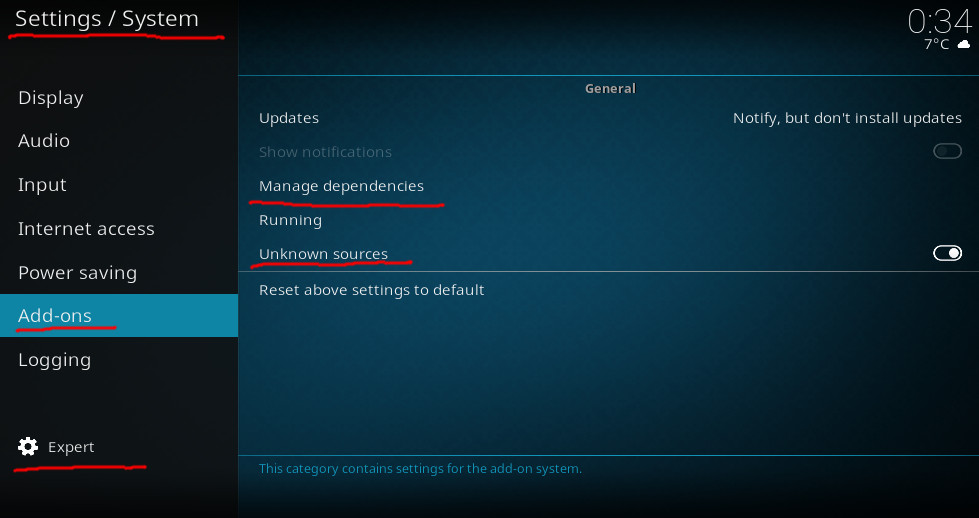 Settings / System
0:34
7°C
Display
Audio
Input
Internet access
Power saving
Add-ons
Logging
Expert
General
Updates
Notify, but don't install updates
Show notifications
Manage dependencies
Running
Unknown sources
Reset above settings to default
This category contains settings for the add-on system.